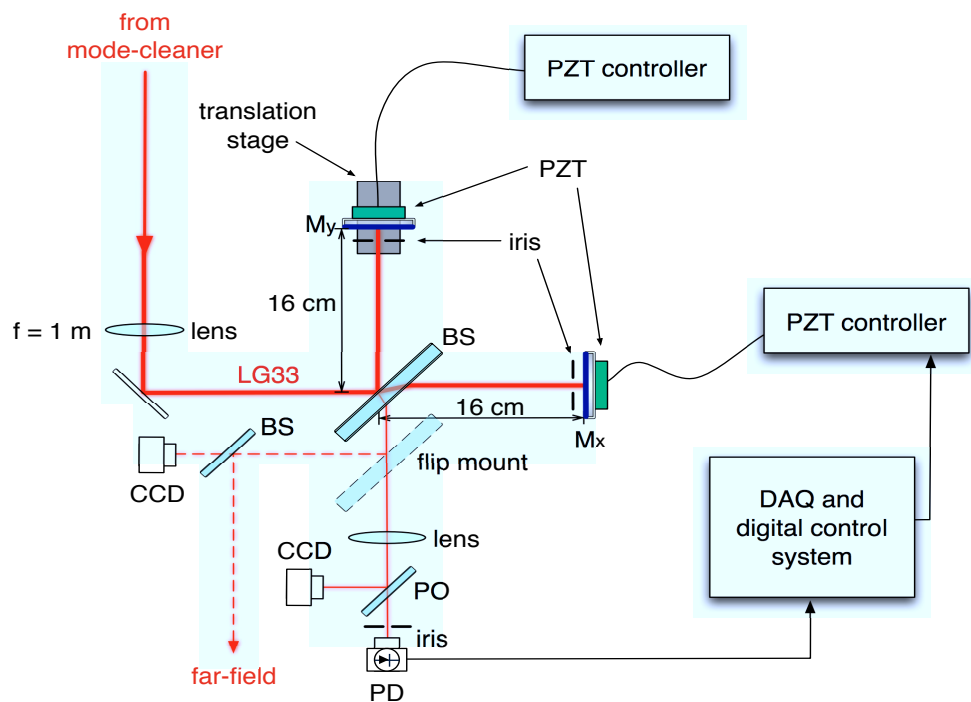 from
mode-cleaner
PZT controller
translation
stage
PZT
My
iris
16 cm
f = 1 m
lens
BS
PZT controller
LG33
16 cm
Mx
BS
flip mount
CCD
DAQ and
digital control
system
lens
CCD
PO
iris
far-field
PD